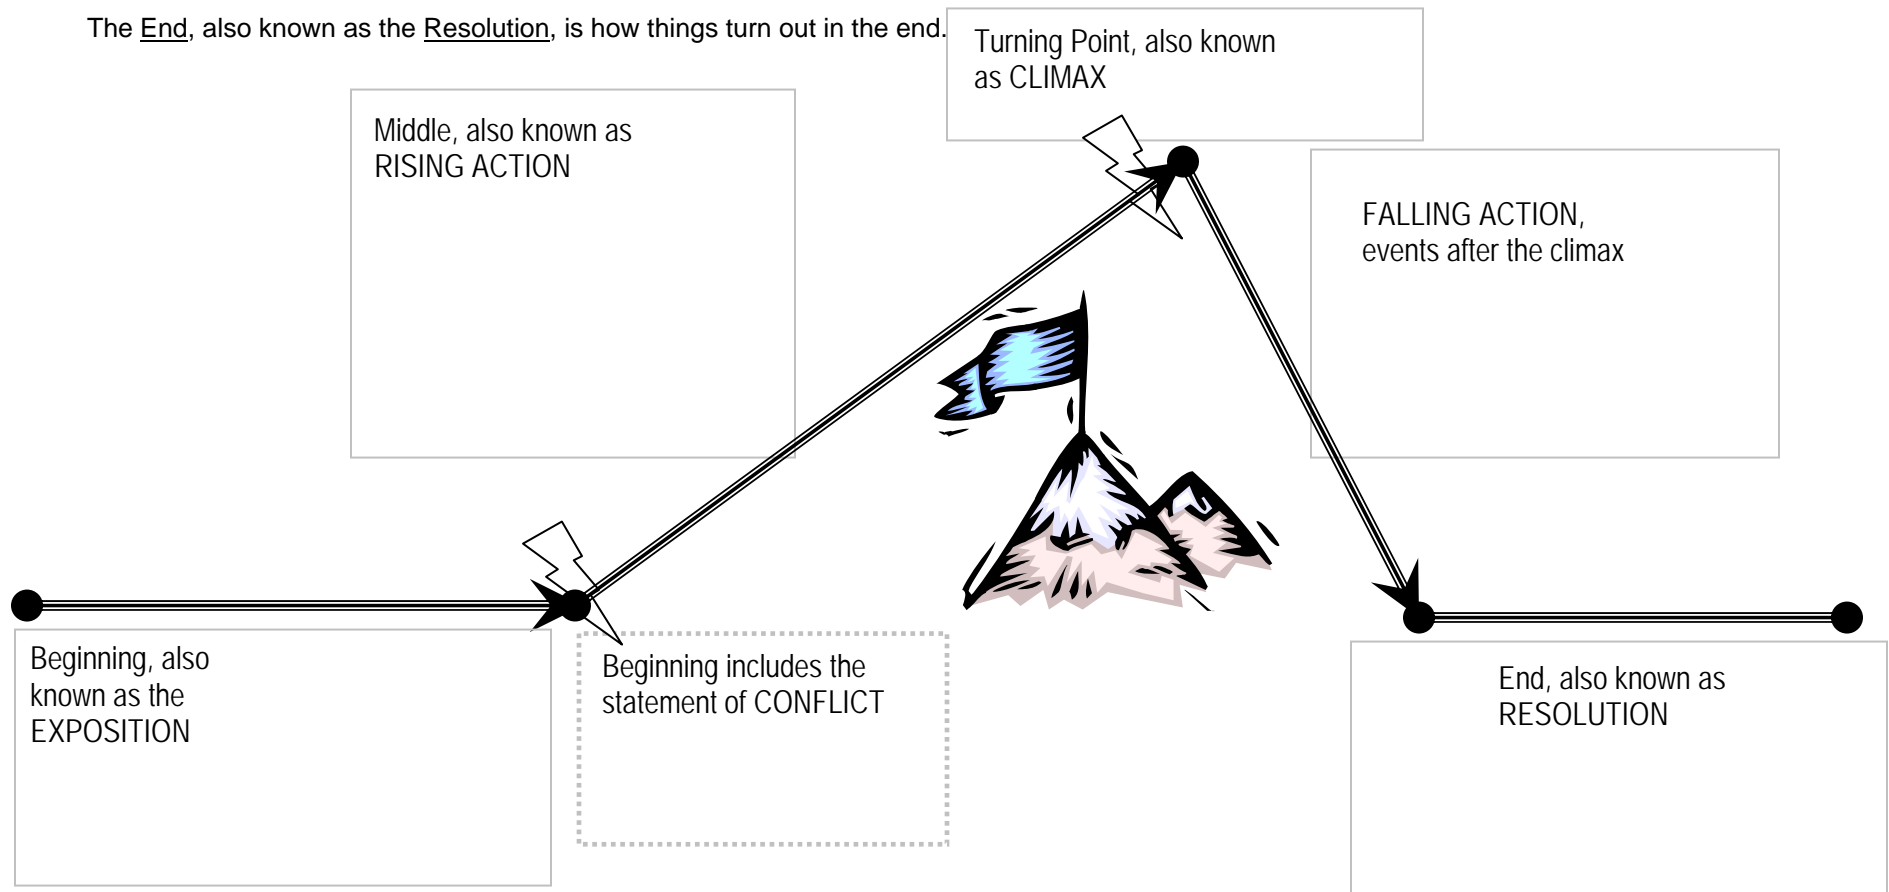 The End, also known as the Resolution, is how things turn out in the end.
Turning Point, also known
as CLIMAX
Middle, also known as
RISING ACTION
FALLING ACTION,
events after the climax
Beginning, also
known as the
EXPOSITION
Beginning includes the
statement of CONFLICT
End, also known as
RESOLUTION